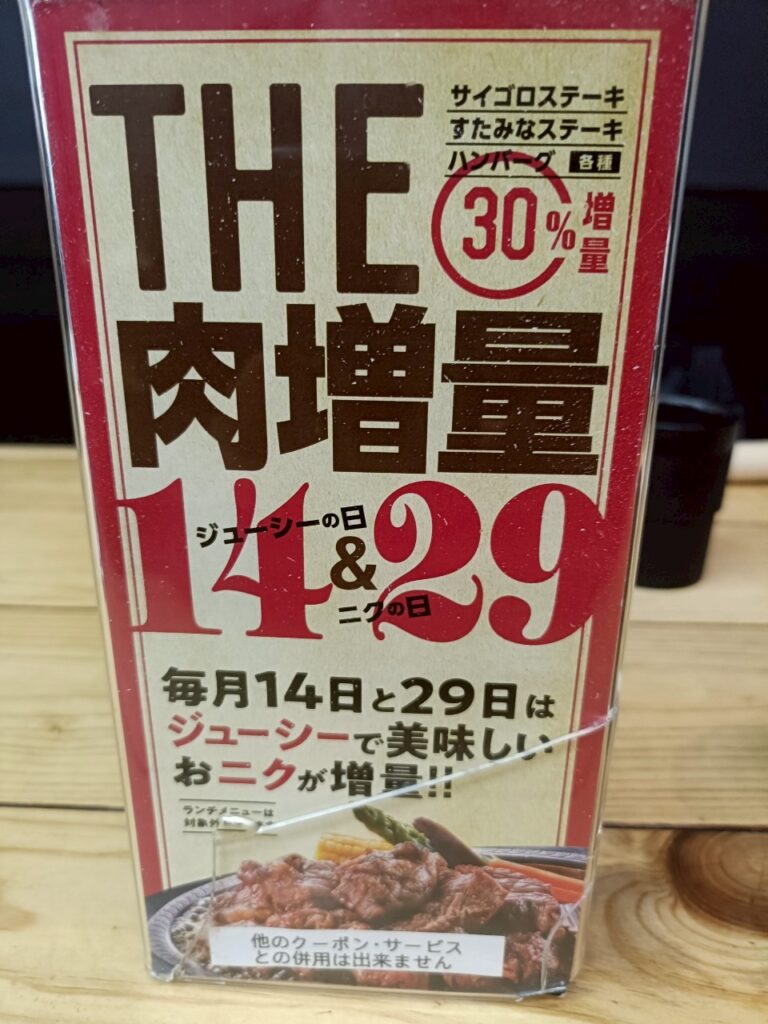 THE
サイゴロステーキ
すたみなステーキ
ハンバーグ 各種
30%増量
肉増量
14 & 29
ジューシーの日
ニクの日
毎月14日と29日は
ジューシーで美味しい
おニクが増量!!
ランチメニューは
対象外
他のクーポン・サービス
との併用は出来ません